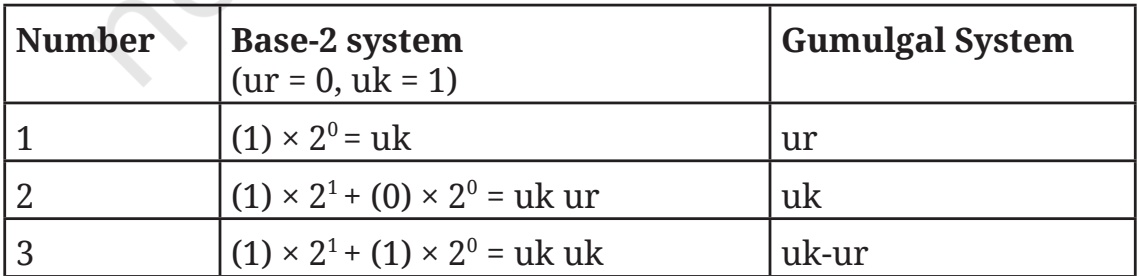 Number Base-2 system Gumulgal System
(ur = 0, uk = 1)
1 (1) × 2⁰ = uk ur
2 (1) × 2¹ + (0) × 2⁰ = uk ur uk
3 (1) × 2¹ + (1) × 2⁰ = uk uk uk-ur